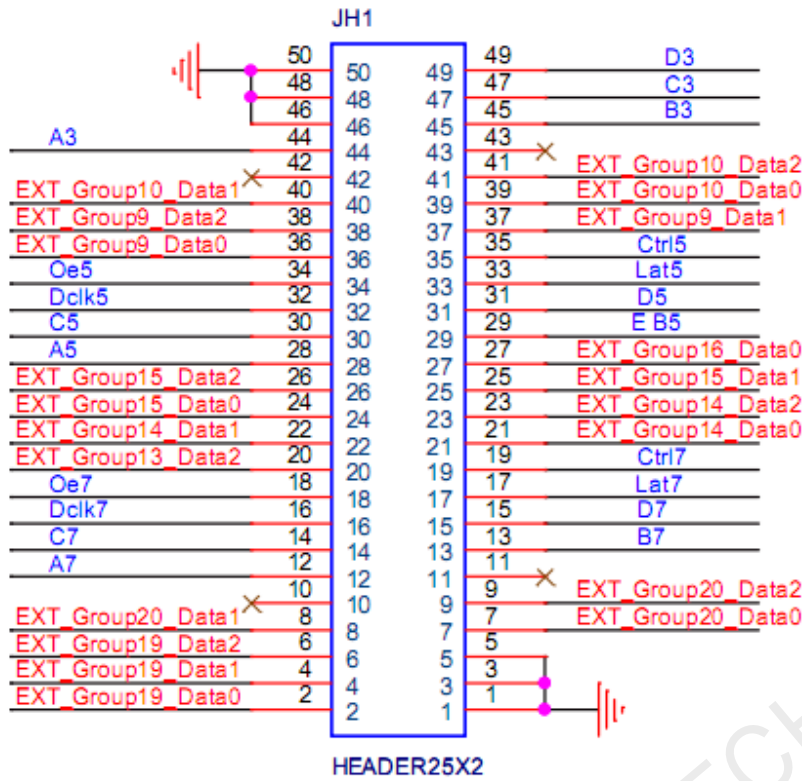 JH1
50 50 49 49 D3
48 48 47 47 C3
46 46 45 45 B3
A3 44 44 43 43
42 42 41 41 EXT_Group10_Data2
EXT_Group10_Data1 40 40 39 39 EXT_Group10_Data0
EXT_Group9_Data2 38 38 37 37 EXT_Group9_Data1
EXT_Group9_Data0 36 36 35 35 Ctrl5
Oe5 34 34 33 33 Lat5
Dclk5 32 32 31 31 D5
C5 30 30 29 29 E B5
A5 28 28 27 27 EXT_Group16_Data0
EXT_Group15_Data2 26 26 25 25 EXT_Group15_Data1
EXT_Group15_Data0 24 24 23 23 EXT_Group14_Data2
EXT_Group14_Data1 22 22 21 21 EXT_Group14_Data0
EXT_Group13_Data2 20 20 19 19 Ctrl7
Oe7 18 18 17 17 Lat7
Dclk7 16 16 15 15 D7
C7 14 14 13 13 B7
A7 12 12 11 11
10 10 9 9 EXT_Group20_Data2
EXT_Group20_Data1 8 8 7 7 EXT_Group20_Data0
EXT_Group19_Data2 6 6 5 5
EXT_Group19_Data1 4 4 3 3
EXT_Group19_Data0 2 2 1 1
HEADER25X2